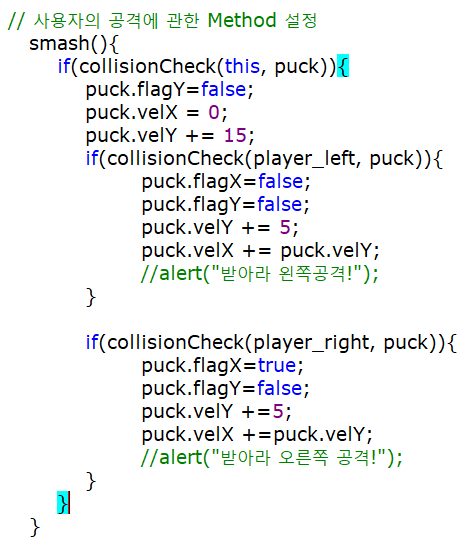 // 사용자의 공격에 관한 Method 설정
smash(){
if(collisionCheck(this, puck)){
puck.flagY=false;
puck.velX = 0;
puck.velY += 15;
if(collisionCheck(player_left, puck)){
puck.flagX=false;
puck.flagY=false;
puck.velY += 5;
puck.velX += puck.velY;
//alert("받아라 왼쪽공격!");
}
if(collisionCheck(player_right, puck)){
puck.flagX=true;
puck.flagY=false;
puck.velY +=5;
puck.velX +=puck.velY;
//alert("받아라 오른쪽 공격!");
}
}
}